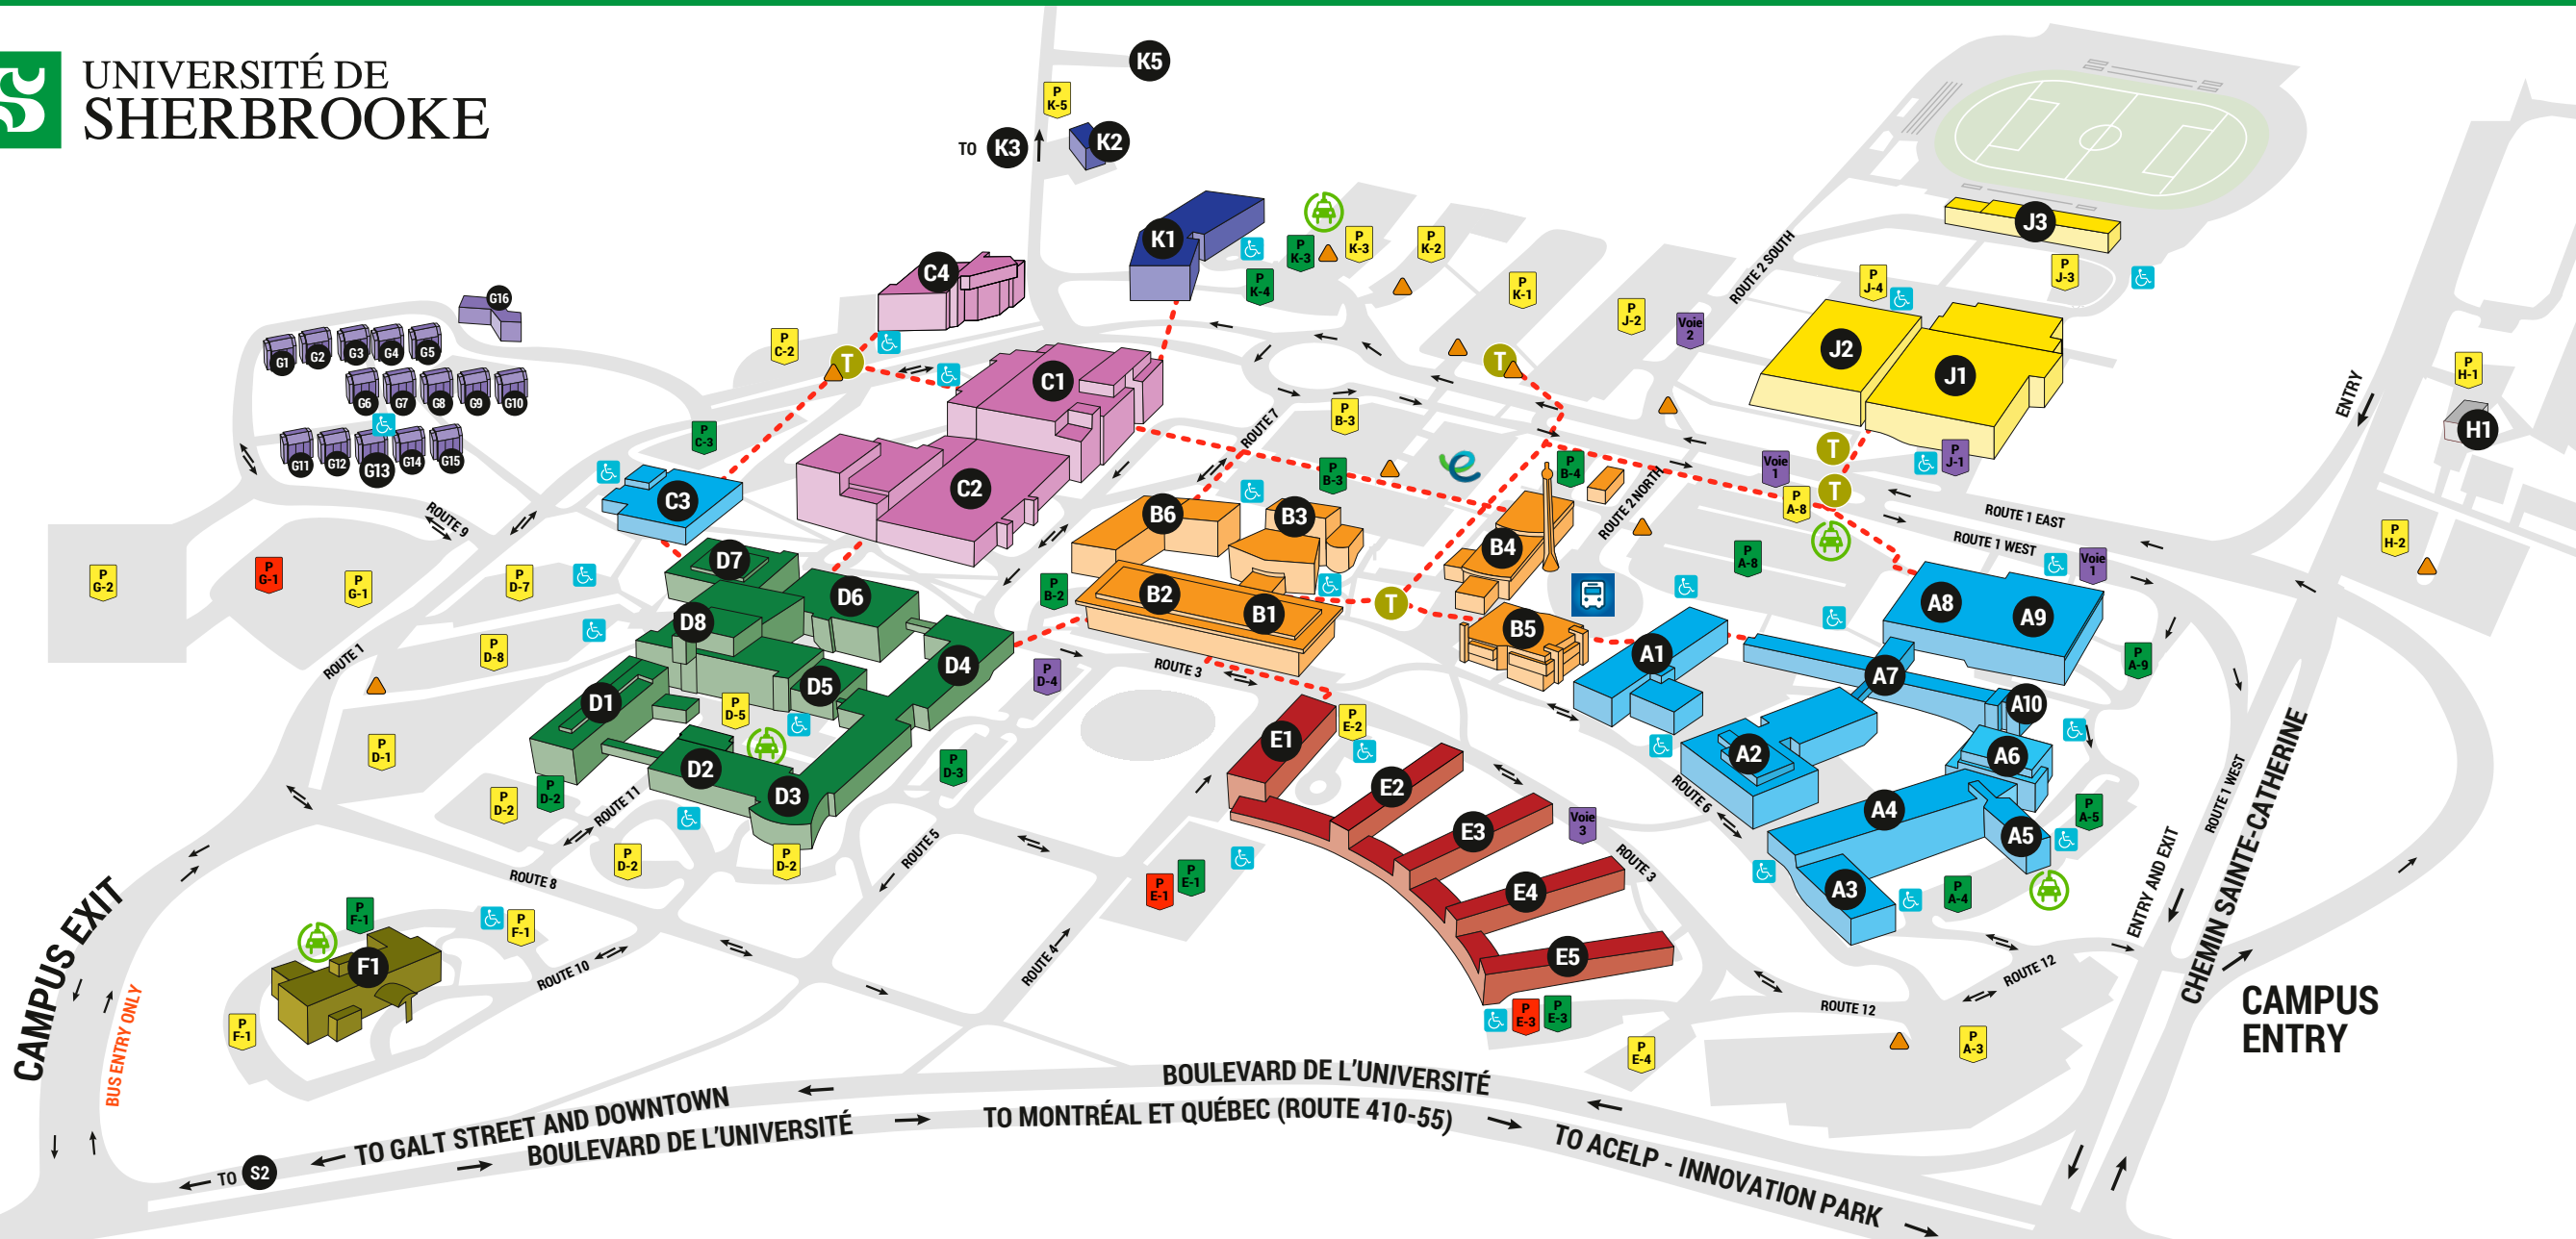 UNIVERSITÉ DE
SHERBROOKE
K5
P K-5
TO K3
K2
K1
P K-3
P K-3
P K-2
P K-4
P K-1
P J-2
Voie 2
ROUTE 2 SOUTH
J3
P J-3
P J-4
J2
J1
P J-1
C4
P C-2
T
C1
C2
P C-3
C3
G16
G1
G2
G3
G4
G5
G6
G7
G8
G9
G10
G11
G12
G13
G14
G15
ROUTE 9
ROUTE 7
P B-3
P B-3
T
P B-4
ROUTE 2 NORTH
Voie 1
P A-8
T
T
ENTRY
P H-1
H1
P H-2
ROUTE 1 EAST
ROUTE 1 WEST
Voie 1
P G-2
P G-1
P G-1
P D-7
P D-8
ROUTE 1
D7
D6
D8
D4
D5
D1
D2
D3
P D-5
P B-2
B6
B3
B2
B1
B4
B5
T
P A-8
A8
A9
A1
A7
A10
A2
A6
A4
A5
A3
P A-9
P A-5
P A-4
P D-4
ROUTE 3
P D-1
P D-2
P D-2
ROUTE 11
P D-2
P D-2
P D-3
ROUTE 5
E1
P E-2
E2
E3
E4
E5
Voie 3
ROUTE 6
ROUTE 3
P E-1
P E-1
ROUTE 8
P F-1
P F-1
F1
P F-1
ROUTE 10
ROUTE 4
P E-3
P E-3
P E-4
ROUTE 12
ROUTE 12
P A-3
ROUTE 1 WEST
ENTRY AND EXIT
CHEMIN SAINTE-CATHERINE
CAMPUS
ENTRY
CAMPUS EXIT
BUS ENTRY ONLY
BOULEVARD DE L'UNIVERSITÉ
TO GALT STREET AND DOWNTOWN
BOULEVARD DE L'UNIVERSITÉ
TO MONTRÉAL ET QUÉBEC (ROUTE 410-55)
TO ACELP - INNOVATION PARK
TO S2